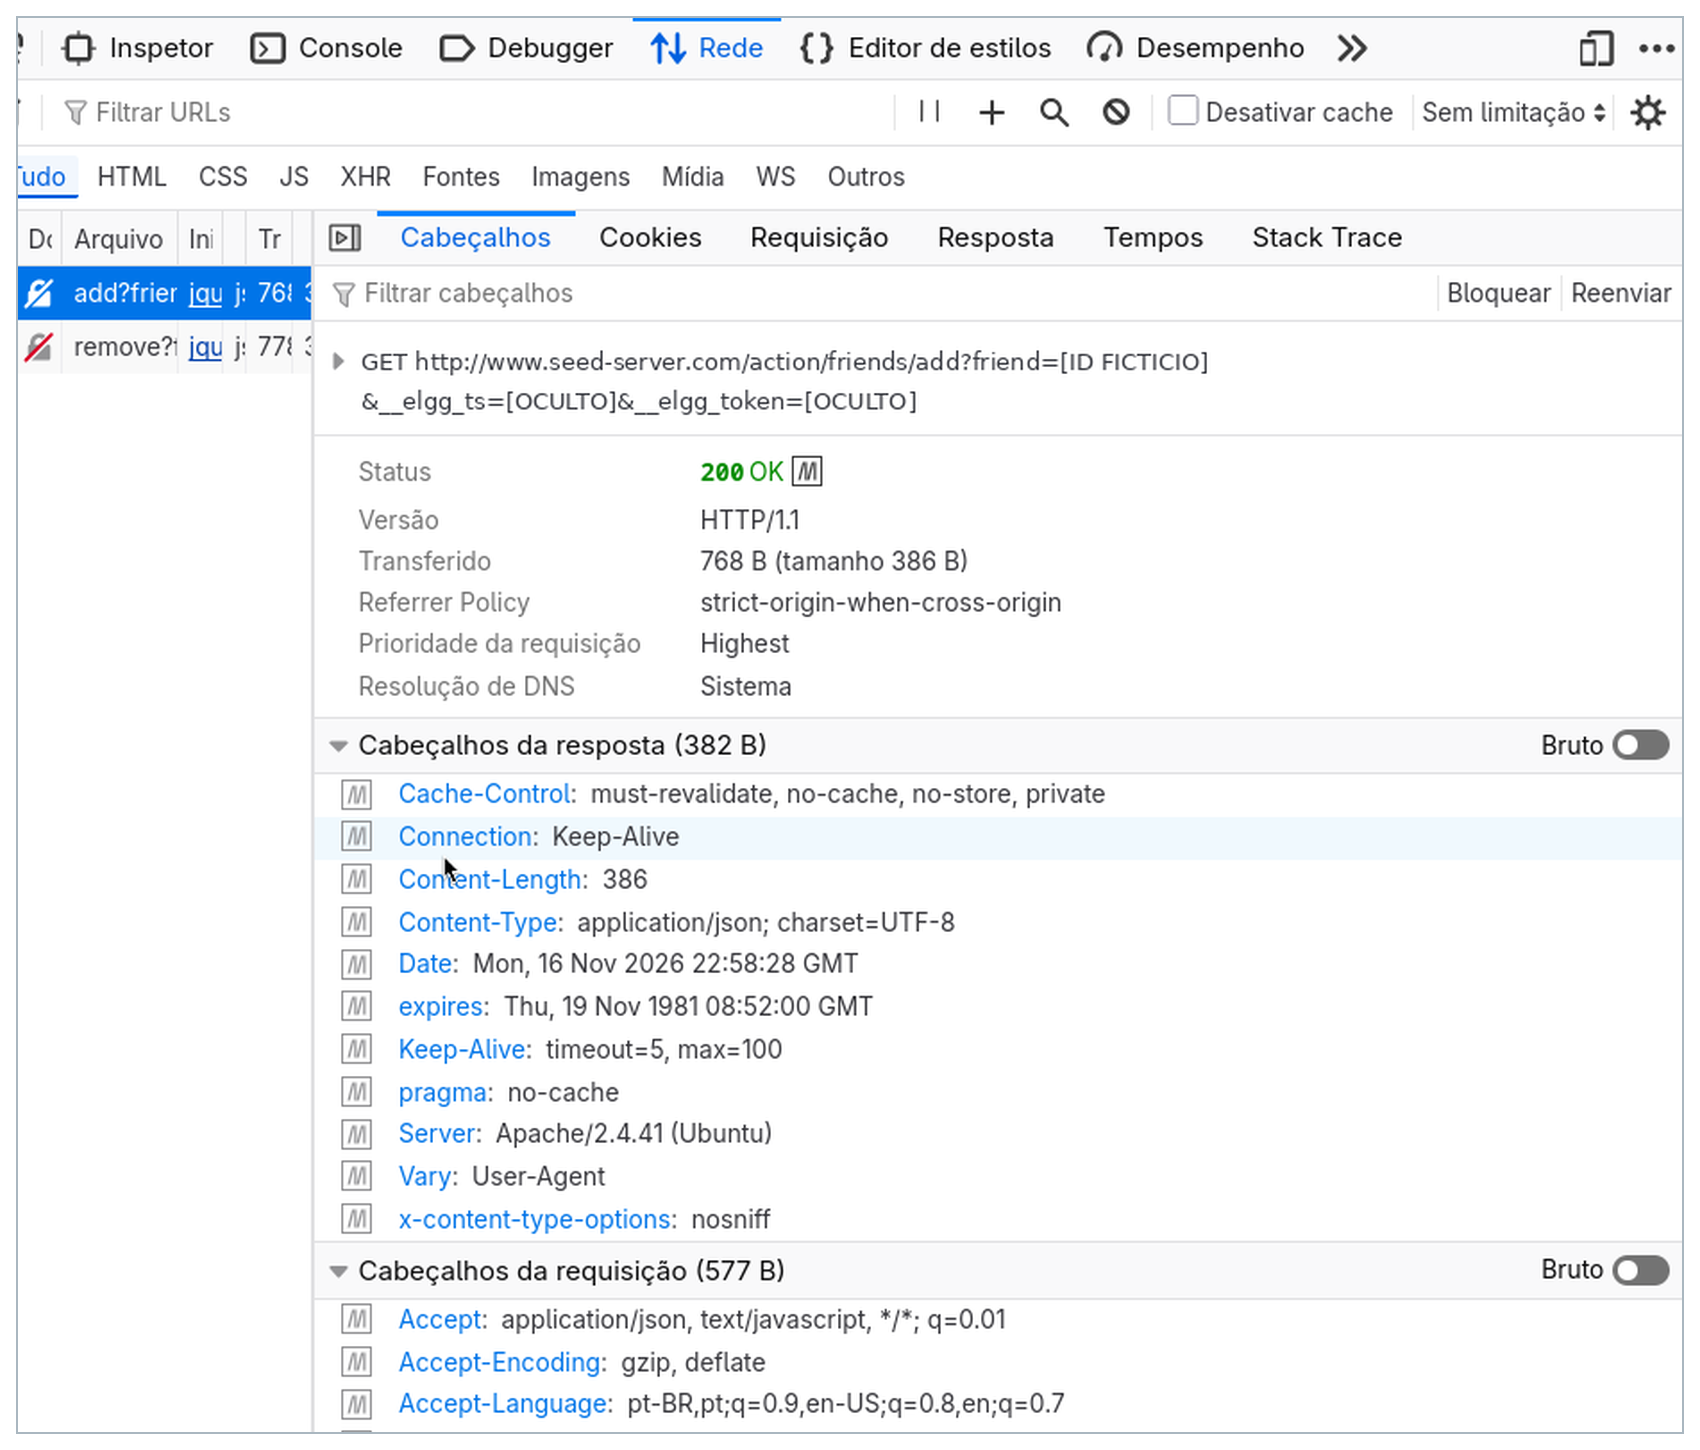 Inspetor Console Debugger Rede Editor de estilos Desempenho
Filtrar URLs Desativar cache Sem limitação
Tudo HTML CSS JS XHR Fontes Imagens Mídia WS Outros
Arquivo Ini Tr Cabeçalhos Cookies Requisição Resposta Tempos Stack Trace
add?frier jqu 768 Filtrar cabeçalhos Bloquear Reenviar
remove? jqu 778
GET http://www.seed-server.com/action/friends/add?friend=[ID FICTICIO]
&__elgg_ts=[OCULTO]&__elgg_token=[OCULTO]
Status 200 OK
Versão HTTP/1.1
Transferido 768 B (tamanho 386 B)
Referrer Policy strict-origin-when-cross-origin
Prioridade da requisição Highest
Resolução de DNS Sistema
Cabeçalhos da resposta (382 B) Bruto
Cache-Control: must-revalidate, no-cache, no-store, private
Connection: Keep-Alive
Content-Length: 386
Content-Type: application/json; charset=UTF-8
Date: Mon, 16 Nov 2026 22:58:28 GMT
expires: Thu, 19 Nov 1981 08:52:00 GMT
Keep-Alive: timeout=5, max=100
pragma: no-cache
Server: Apache/2.4.41 (Ubuntu)
Vary: User-Agent
x-content-type-options: nosniff
Cabeçalhos da requisição (577 B) Bruto
Accept: application/json, text/javascript, */*; q=0.01
Accept-Encoding: gzip, deflate
Accept-Language: pt-BR,pt;q=0.9,en-US;q=0.8,en;q=0.7